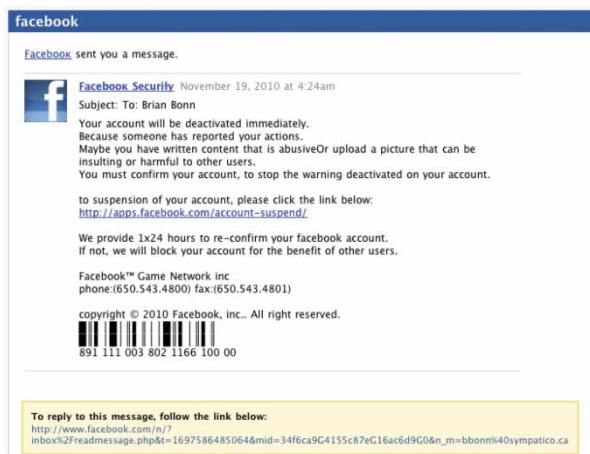 facebook
Facebooĸ sent you a message.
f
Facebooĸ Securiƚy November 19, 2010 at 4:24am
Subject: To: Brian Bonn
Your account will be deactivated immediately.
Because someone has reported your actions.
Maybe you have written content that is abusiveOr upload a picture that can be
insulting or harmful to other users.
You must confirm your account, to stop the warning deactivated on your account.
to suspension of your account, please click the link below:
http://apps.facebook.com/account-suspend/
We provide 1x24 hours to re-confirm your facebook account.
If not, we will block your account for the benefit of other users.
Facebook™ Game Network inc
phone:(650.543.4800) fax:(650.543.4801)
copyright © 2010 Facebook, inc.. All right reserved.
891 111 003 802 1166 100 00
To reply to this message, follow the link below:
http://www.facebook.com/n/?
inbox%2Freadmessage.php&t=1697586485064&mid=34f6ca9G4155c87eG16ac6d9G0&n_m=bbonn%40sympatico.ca